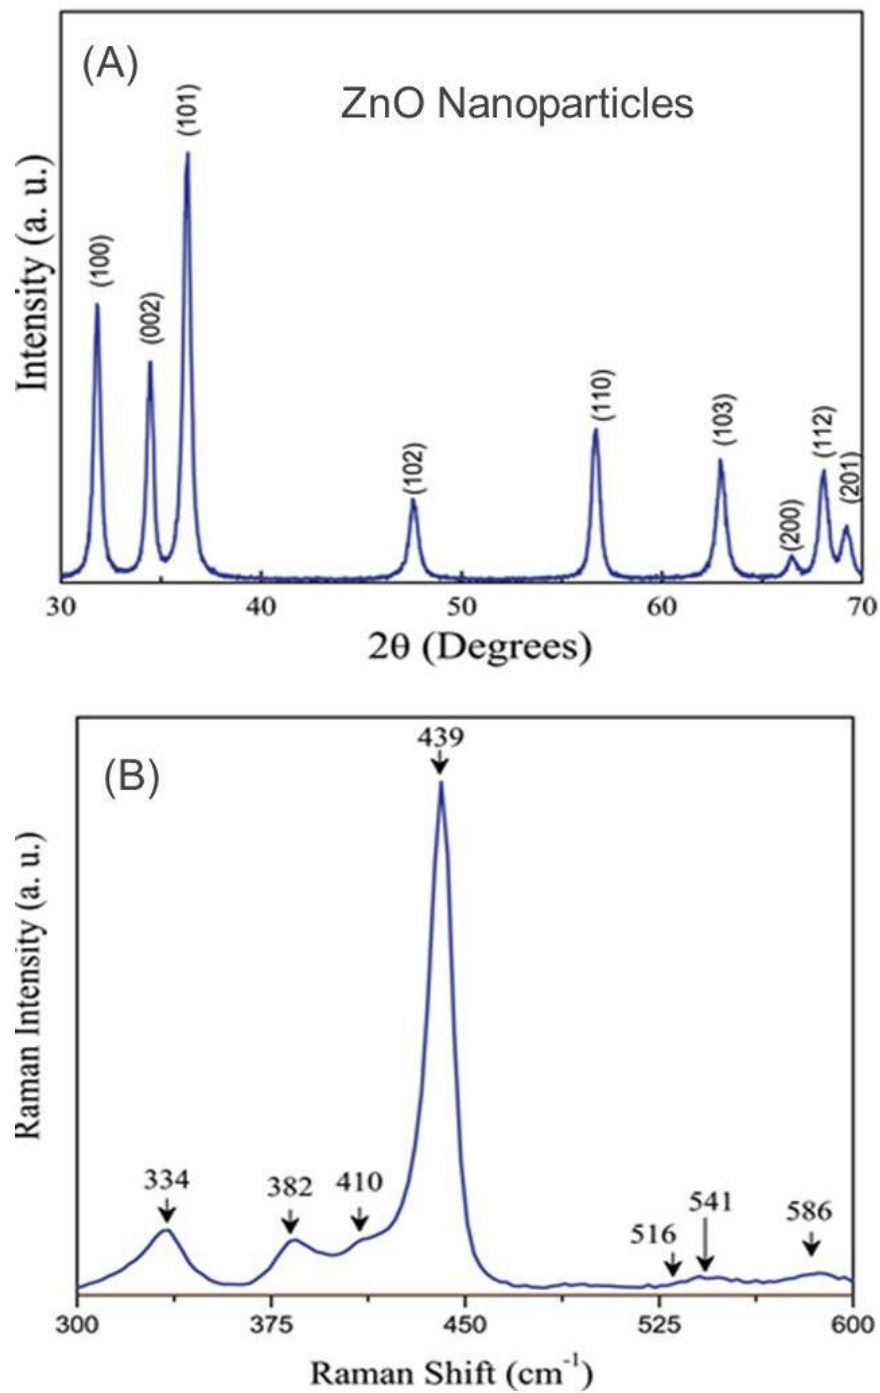 (A)
ZnO Nanoparticles
Intensity (a. u.)
(100)
(002)
(101)
(102)
(110)
(103)
(200)
(112)
(201)
30 40 50 60 70
2θ (Degrees)
(B)
Raman Intensity (a. u.)
334
382
410
439
516
541
586
300 375 450 525 600
Raman Shift (cm⁻¹)